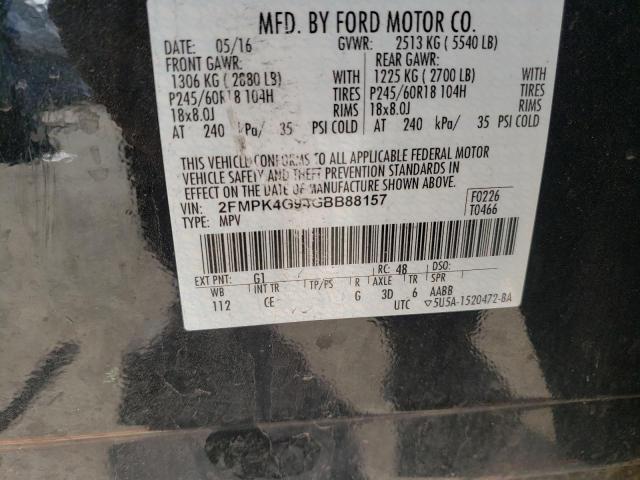 MFD. BY FORD MOTOR CO.
DATE: 05/16 GVWR: 2513 KG ( 5540 LB)
FRONT GAWR: REAR GAWR:
1306 KG ( 2880 LB) WITH 1225 KG ( 2700 LB) WITH
P245/60R18 104H TIRES P245/60R18 104H TIRES
18x8.0J RIMS 18x8.0J RIMS
AT 240 kPa/ 35 PSI COLD AT 240 kPa/ 35 PSI COLD
THIS VEHICLE CONFORMS TO ALL APPLICABLE FEDERAL MOTOR
VEHICLE SAFETY AND THEFT PREVENTION STANDARDS IN
EFFECT ON THE DATE OF MANUFACTURE SHOWN ABOVE.
VIN: 2FMPK4G94GBB88157 F0226
TYPE: MPV T0466
EXT PNT: G1 RC: 48 DSO:
WB INT TR TP/PS R AXLE TR SPR
112 CE G 3D 6 AABB
UTC ▽5U5A-1520472-BA